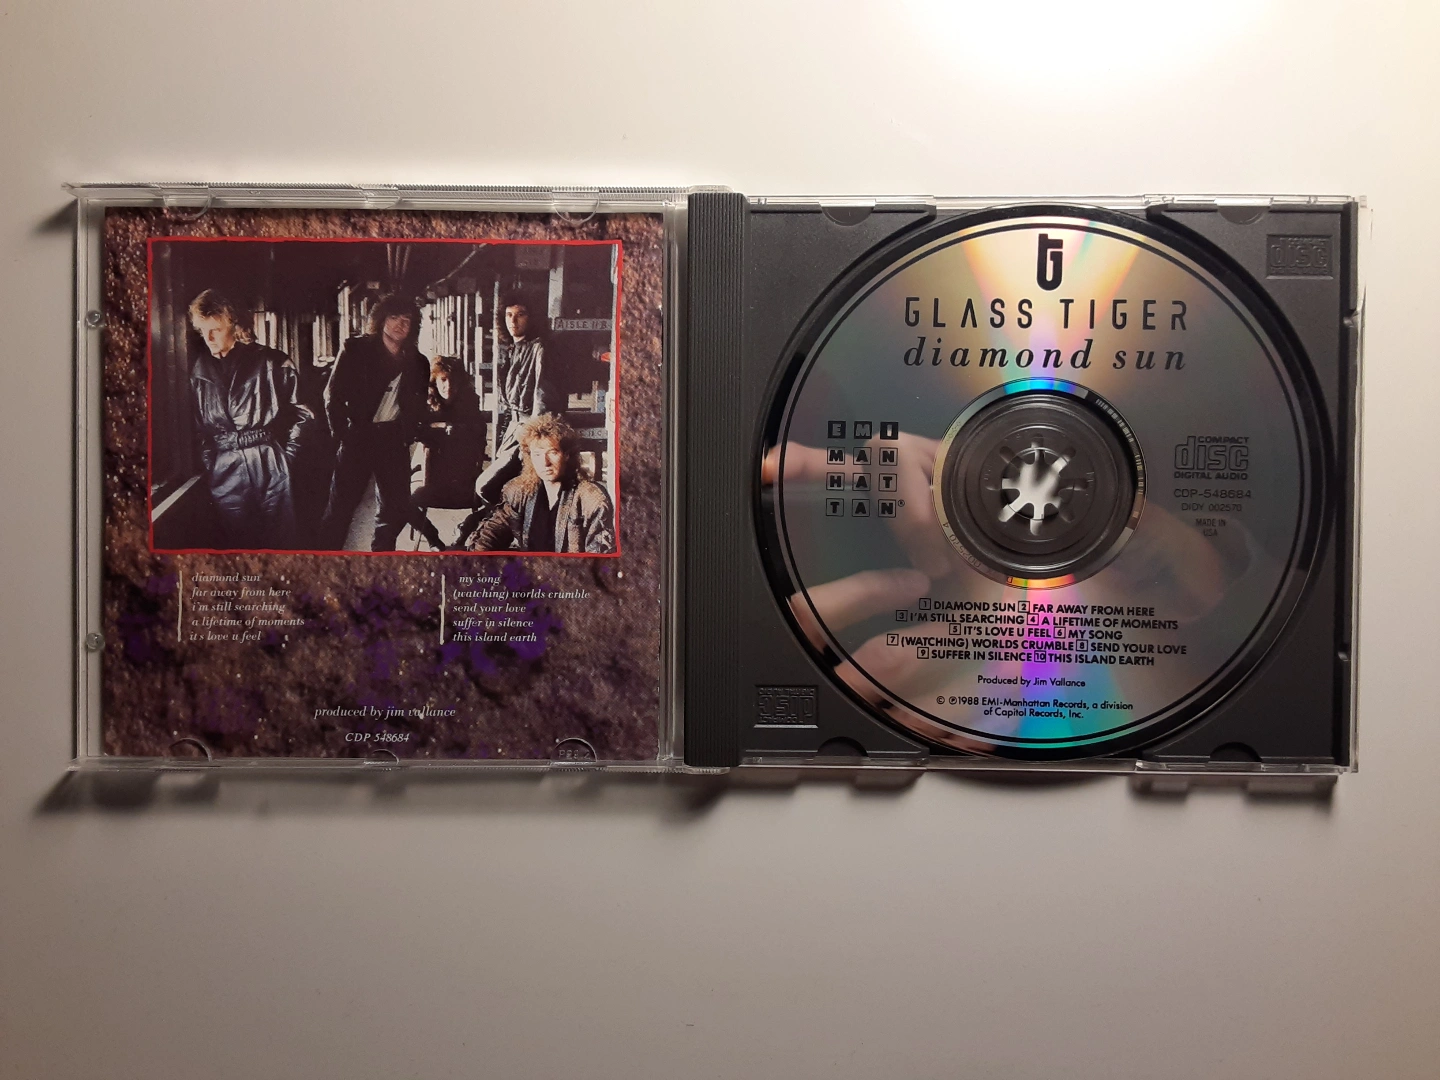 AISLE 11B
diamond sun
far away from here
i'm still searching
a lifetime of moments
it's love u feel
my song
(watching) worlds crumble
send your love
suffer in silence
this island earth
produced by jim vallance
CDP 548684
GLASS TIGER
diamond sun
EMI
MAN
HAT
TAN®
COMPACT
disc
DIGITAL AUDIO
CDP-548684
DIDY 002570
MADE IN
USA
1 DIAMOND SUN 2 FAR AWAY FROM HERE
3 I'M STILL SEARCHING 4 A LIFETIME OF MOMENTS
5 IT'S LOVE U FEEL 6 MY SONG
7 (WATCHING) WORLDS CRUMBLE 8 SEND YOUR LOVE
9 SUFFER IN SILENCE 10 THIS ISLAND EARTH
Produced by Jim Vallance
© ℗ 1988 EMI-Manhattan Records, a division
of Capitol Records, Inc.